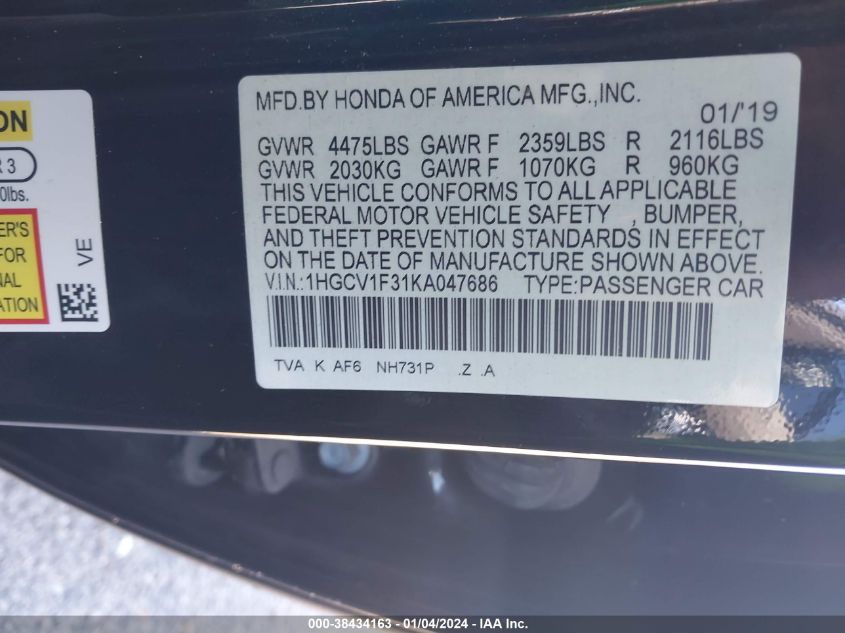 ON
R 3
0lbs.
ER'S
FOR
NAL
ATION
VE
MFD.BY HONDA OF AMERICA MFG.,INC.
01/'19
GVWR 4475LBS GAWR F 2359LBS R 2116LBS
GVWR 2030KG GAWR F 1070KG R 960KG
THIS VEHICLE CONFORMS TO ALL APPLICABLE
FEDERAL MOTOR VEHICLE SAFETY , BUMPER,
AND THEFT PREVENTION STANDARDS IN EFFECT
ON THE DATE OF MANUFACTURE SHOWN ABOVE.
V.I.N.:1HGCV1F31KA047686 TYPE:PASSENGER CAR
TVA K AF6 NH731P .Z .A
000-38434163 - 01/04/2024 - IAA Inc.